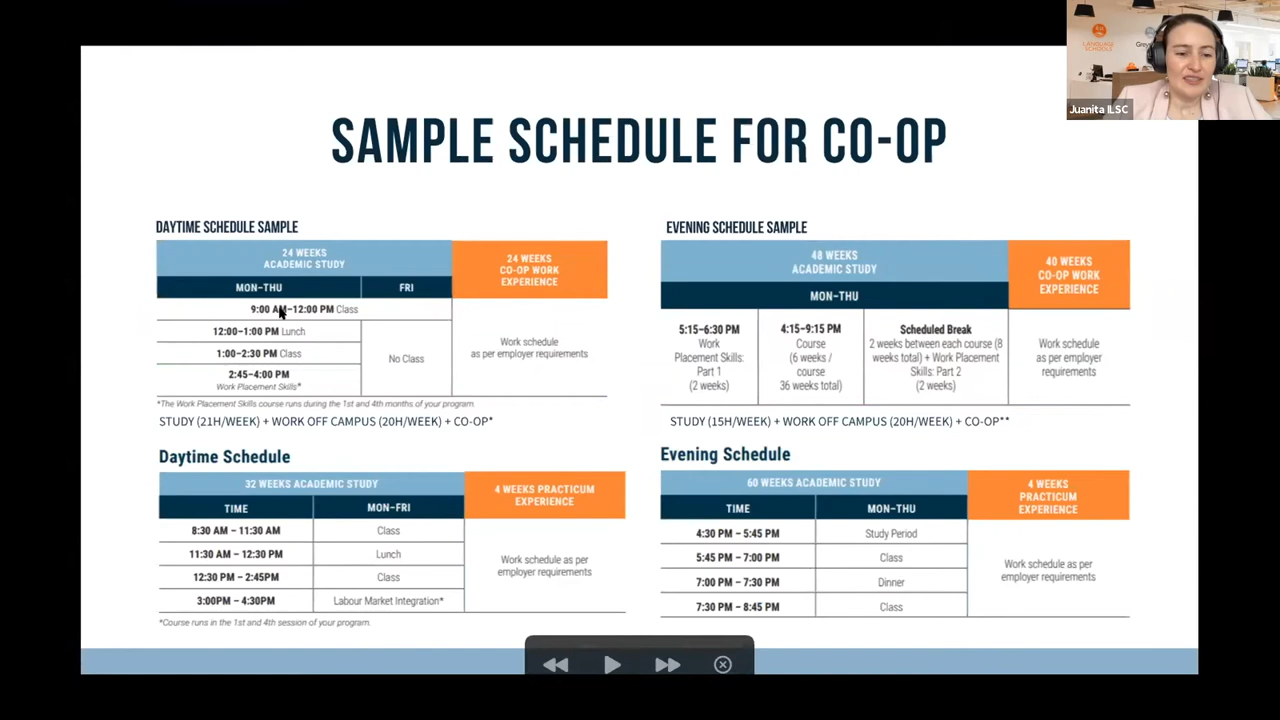 LANGUAGE
SCHOOLS
Juanita ILSC
SAMPLE SCHEDULE FOR CO-OP
DAYTIME SCHEDULE SAMPLE
24 WEEKS
ACADEMIC STUDY
24 WEEKS
CO-OP WORK
EXPERIENCE
MON-THU
FRI
9:00 AM–12:00 PM Class
12:00–1:00 PM Lunch
1:00–2:30 PM Class
2:45–4:00 PM
Work Placement Skills*
No Class
Work schedule
as per employer requirements
*The Work Placement Skills course runs during the 1st and 4th months of your program.
STUDY (21H/WEEK) + WORK OFF CAMPUS (20H/WEEK) + CO-OP*
EVENING SCHEDULE SAMPLE
48 WEEKS
ACADEMIC STUDY
40 WEEKS
CO-OP WORK
EXPERIENCE
MON-THU
5:15–6:30 PM
Work
Placement Skills:
Part 1
(2 weeks)
4:15–9:15 PM
Course
(6 weeks /
course
36 weeks total)
Scheduled Break
2 weeks between each course (8
weeks total) + Work Placement
Skills: Part 2
(2 weeks)
Work schedule
as per employer
requirements
STUDY (15H/WEEK) + WORK OFF CAMPUS (20H/WEEK) + CO-OP**
Daytime Schedule
32 WEEKS ACADEMIC STUDY
4 WEEKS PRACTICUM
EXPERIENCE
TIME
MON–FRI
8:30 AM – 11:30 AM
Class
11:30 AM – 12:30 PM
Lunch
12:30 PM – 2:45PM
Class
3:00PM – 4:30PM
Labour Market Integration*
Work schedule as per
employer requirements
*Course runs in the 1st and 4th session of your program.
Evening Schedule
60 WEEKS ACADEMIC STUDY
4 WEEKS
PRACTICUM
EXPERIENCE
TIME
MON–THU
4:30 PM – 5:45 PM
Study Period
5:45 PM – 7:00 PM
Class
7:00 PM – 7:30 PM
Dinner
7:30 PM – 8:45 PM
Class
Work schedule as per
employer requirements